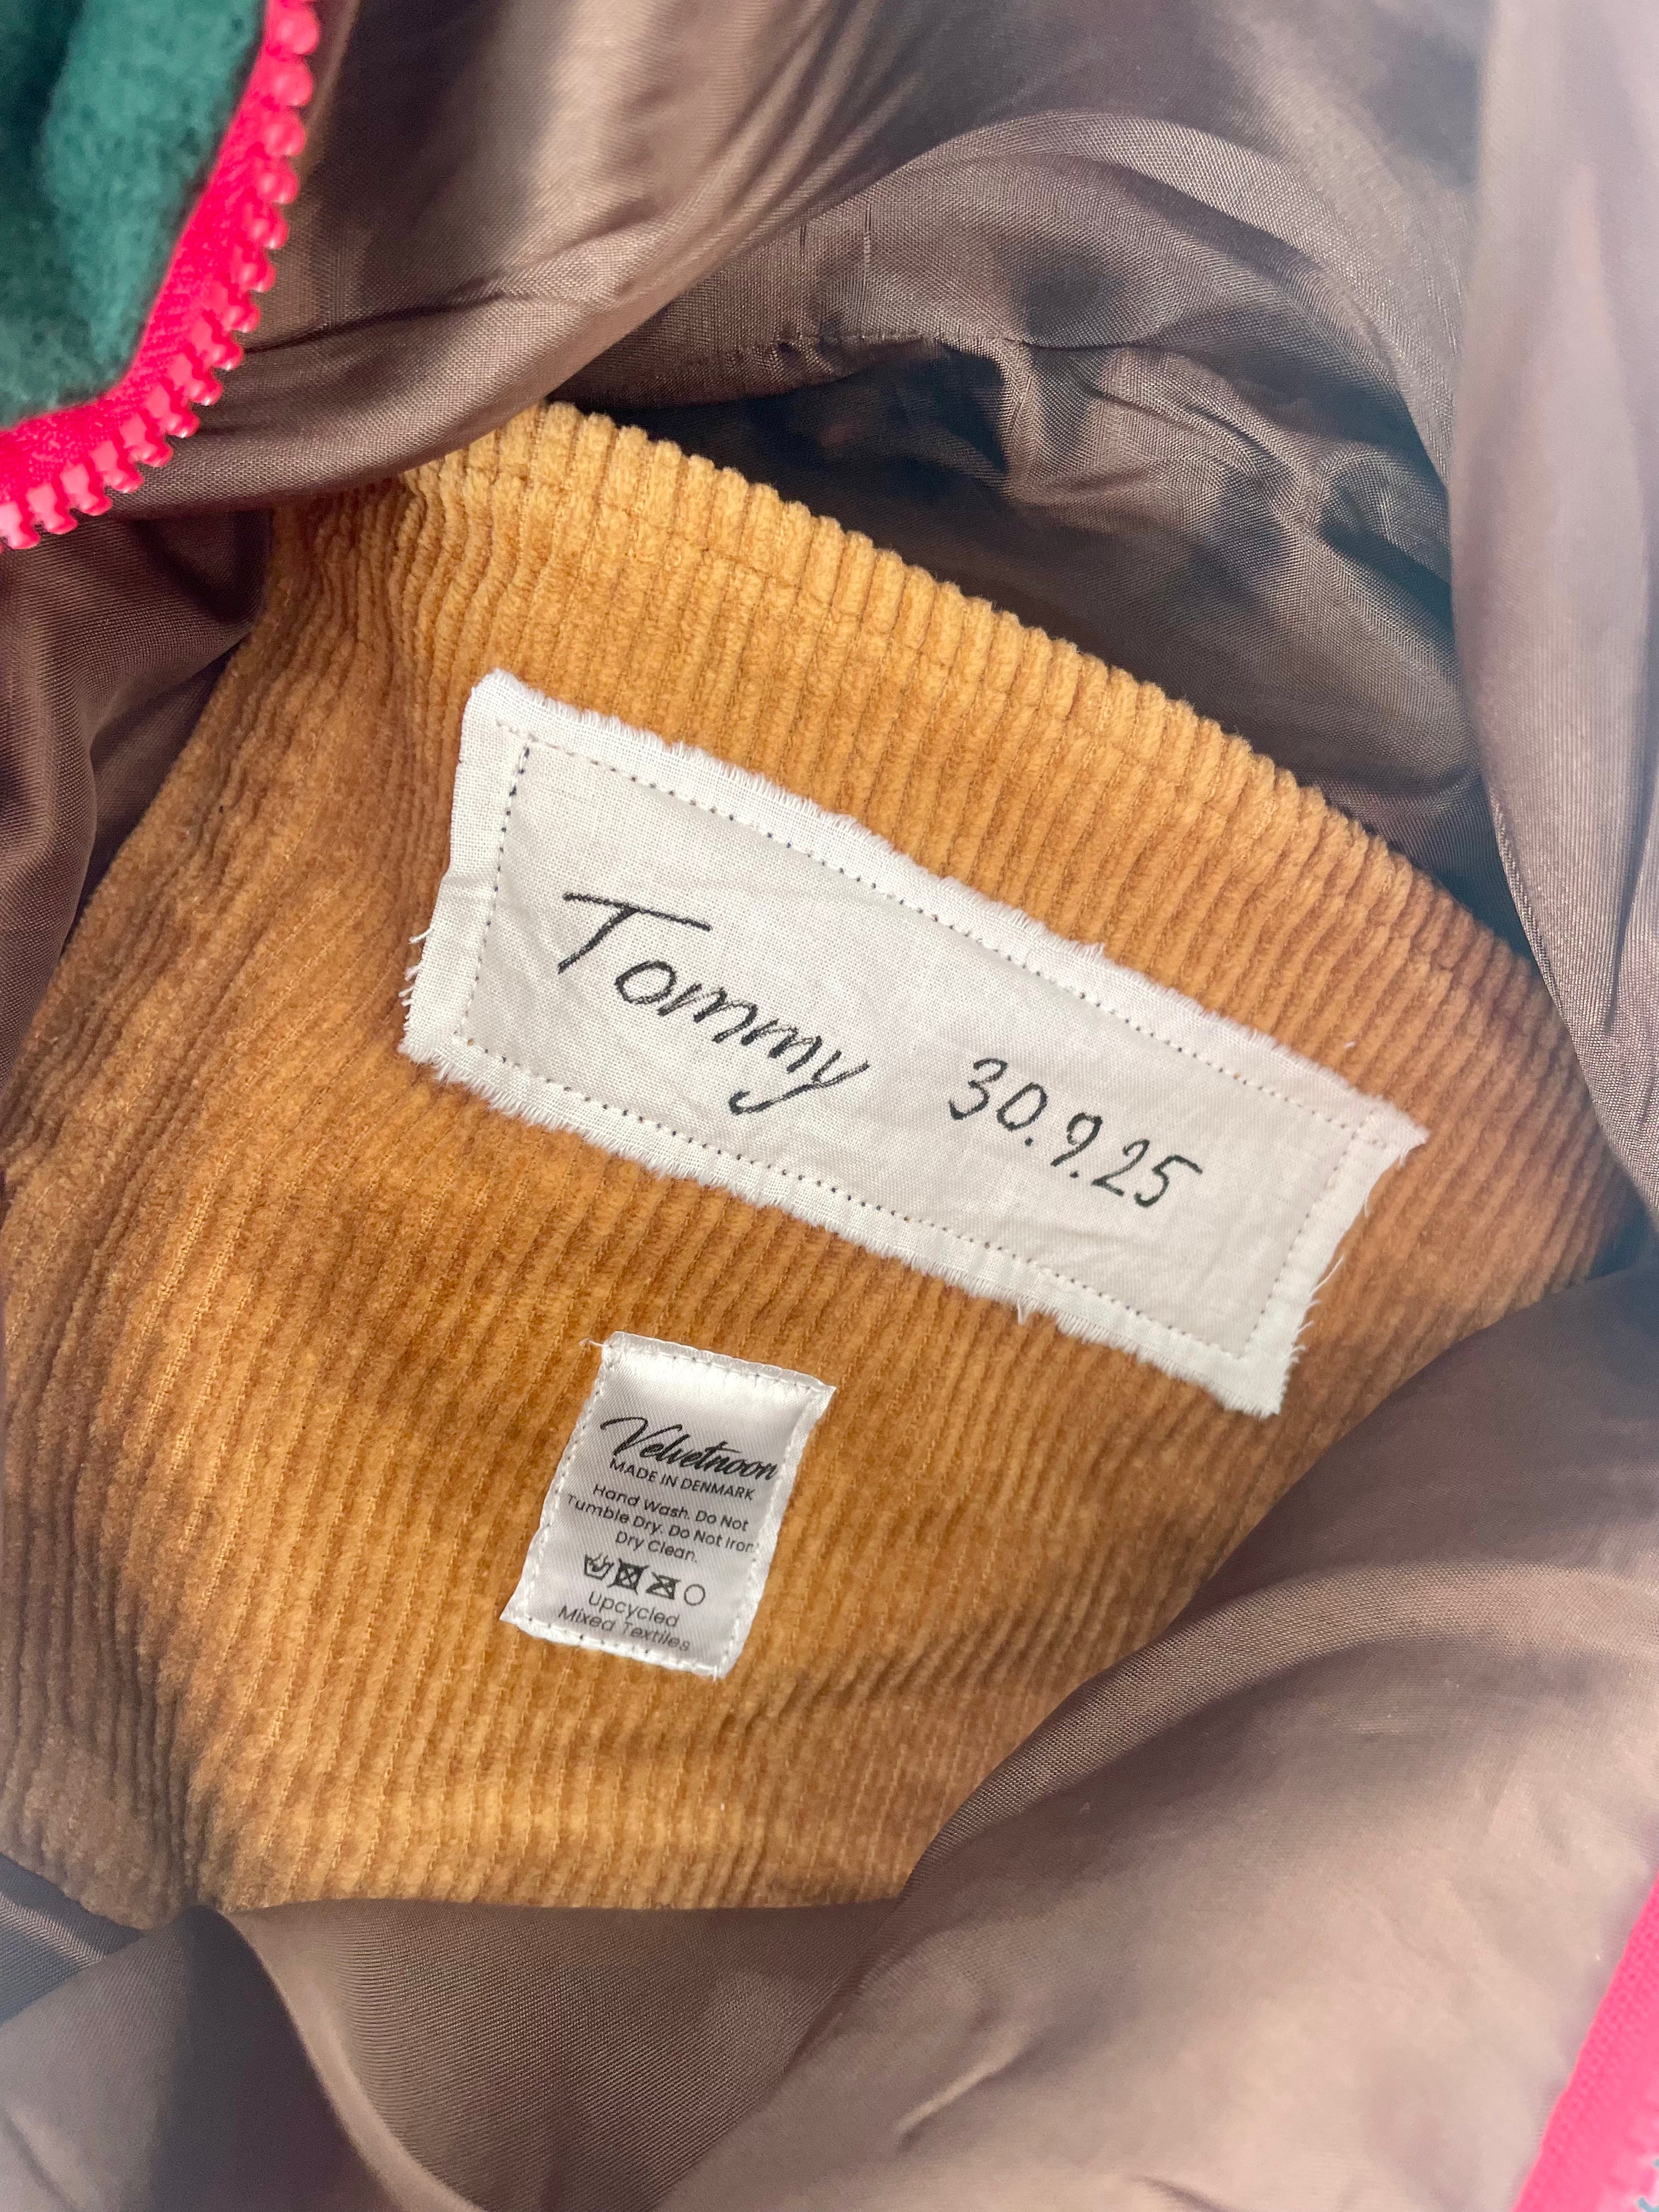 Tommy 30.9.25
Velvetnoon
MADE IN DENMARK
Hand Wash. Do Not
Tumble Dry. Do Not Iron.
Dry Clean.
Upcycled
Mixed Textiles